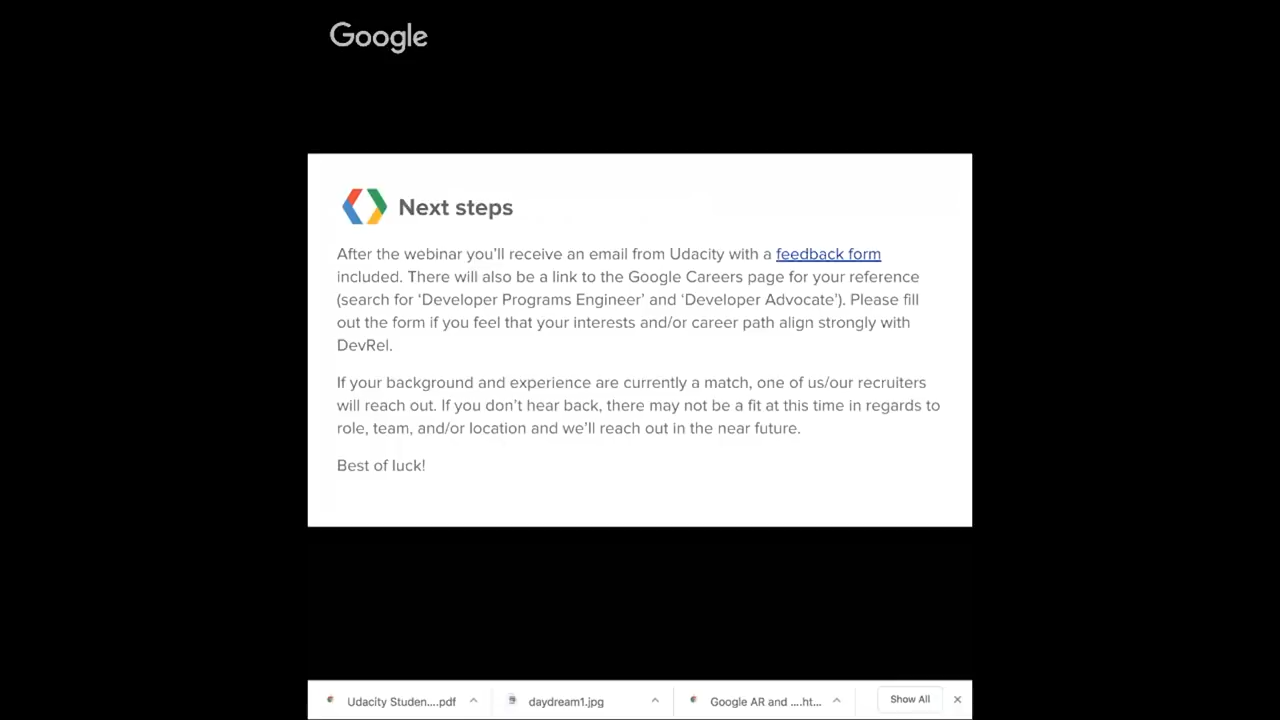 Google
Next steps
After the webinar you'll receive an email from Udacity with a feedback form
included. There will also be a link to the Google Careers page for your reference
(search for ‘Developer Programs Engineer’ and ‘Developer Advocate’). Please fill
out the form if you feel that your interests and/or career path align strongly with
DevRel.
If your background and experience are currently a match, one of us/our recruiters
will reach out. If you don’t hear back, there may not be a fit at this time in regards to
role, team, and/or location and we’ll reach out in the near future.
Best of luck!
Udacity Studen....pdf
daydream1.jpg
Google AR and ....ht...
Show All